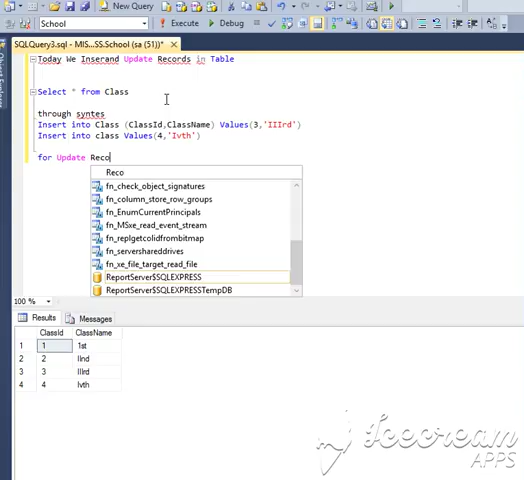 New Query
School
Execute
Debug
SQLQuery3.sql - MIS...SS.School (sa (51))*
Today We Inserand Update Records in Table
Select * from Class
through syntes
Insert into Class (ClassId,ClassName) Values(3,'IIIrd')
Insert into class Values(4,'Ivth')
for Update Reco
Reco
fn_check_object_signatures
fn_column_store_row_groups
fn_EnumCurrentPrincipals
fn_MSxe_read_event_stream
fn_replgetcolidfrombitmap
fn_servershareddrives
fn_xe_file_target_read_file
ReportServer$SQLEXPRESS
ReportServer$SQLEXPRESSTempDB
100 %
Results
Messages
ClassId ClassName
1 1 1st
2 2 IInd
3 3 IIIrd
4 4 Ivth
Icecream
APPS